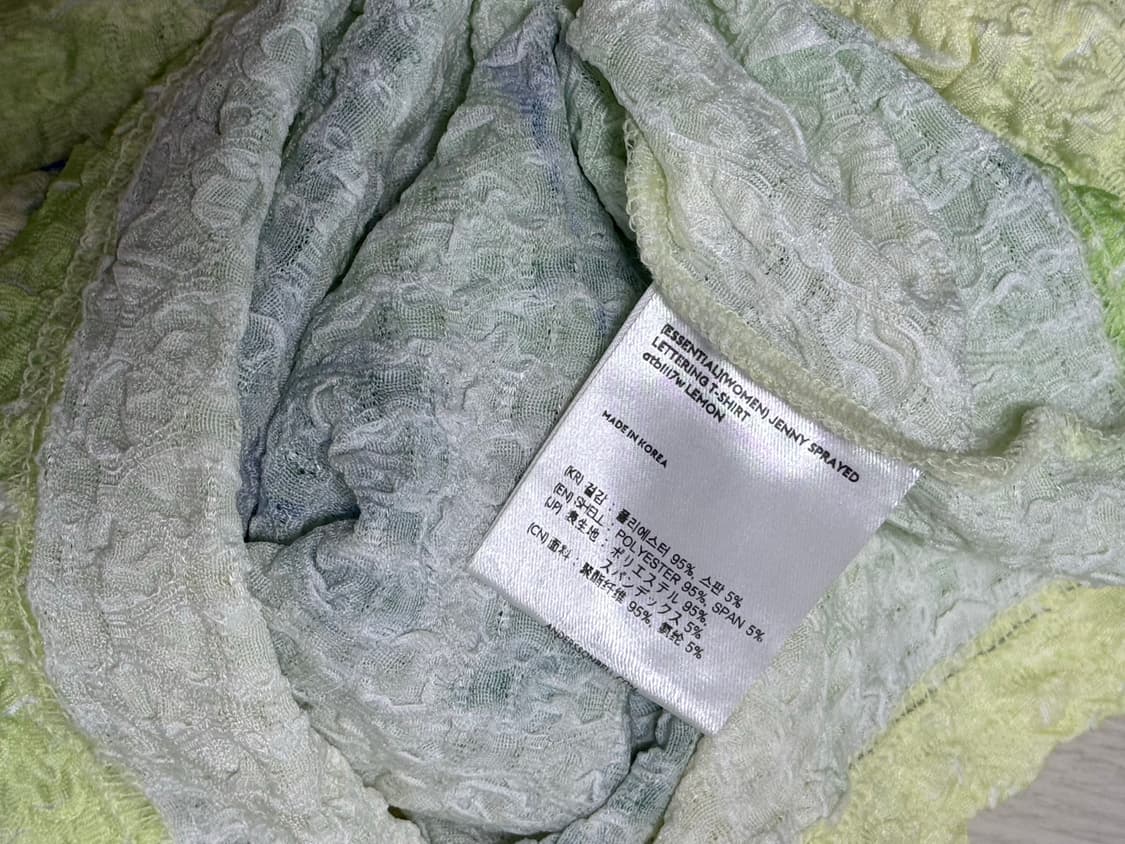 (ESSENTIAL)(WOMEN) JENNY SPRAYED
LETTERING T-SHIRT
atb1117w LEMON
MADE IN KOREA
(KR) 겉감 : 폴리에스터 95%, 스판 5%
(EN) SHELL : POLYESTER 95%, SPAN 5%
(JP) 表生地 : ポリエステル 95%,
スパンデックス 5%
(CN) 面料 : 聚酯纤维 95%, 氨纶 5%